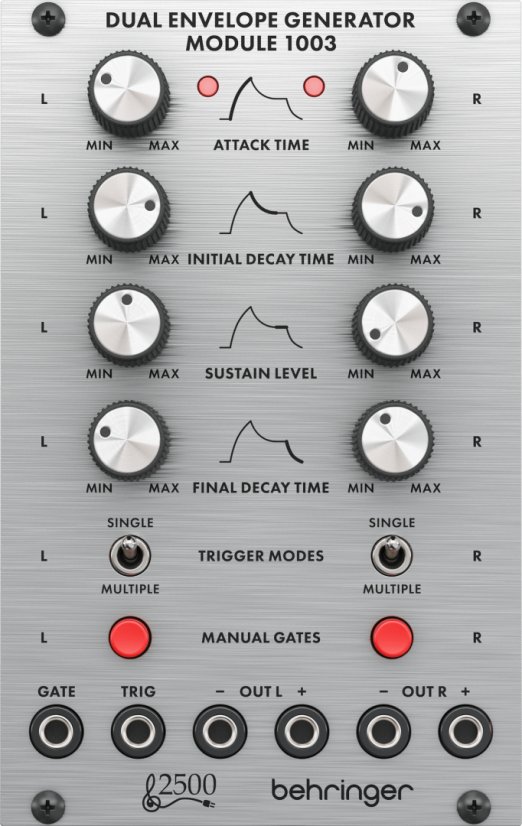 DUAL ENVELOPE GENERATOR
MODULE 1003
L R
MIN MAX ATTACK TIME MIN MAX
L R
MIN MAX INITIAL DECAY TIME MIN MAX
L R
MIN MAX SUSTAIN LEVEL MIN MAX
L R
MIN MAX FINAL DECAY TIME MIN MAX
SINGLE SINGLE
L TRIGGER MODES R
MULTIPLE MULTIPLE
L MANUAL GATES R
GATE TRIG − OUT L + − OUT R +
2500 behringer